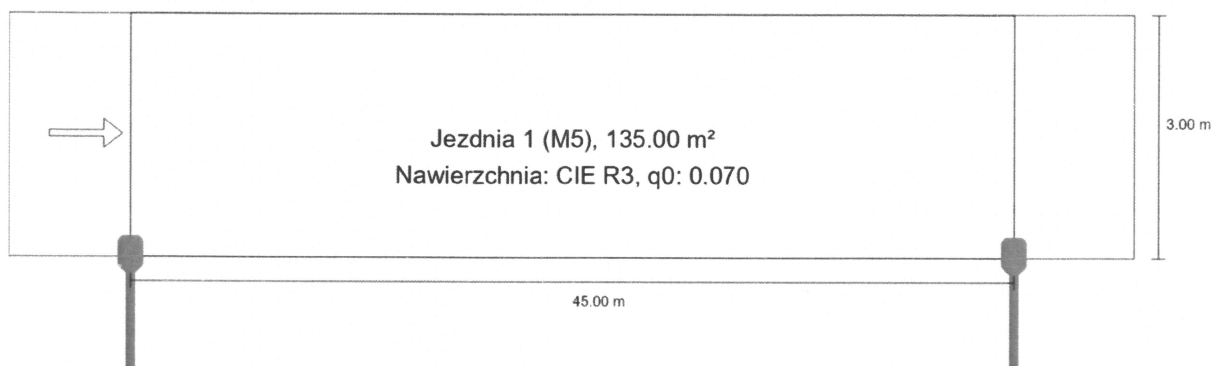 Jezdnia 1 (M5), 135.00 m²
3.00 m
Nawierzchnia: CIE R3, q0: 0.070
45.00 m